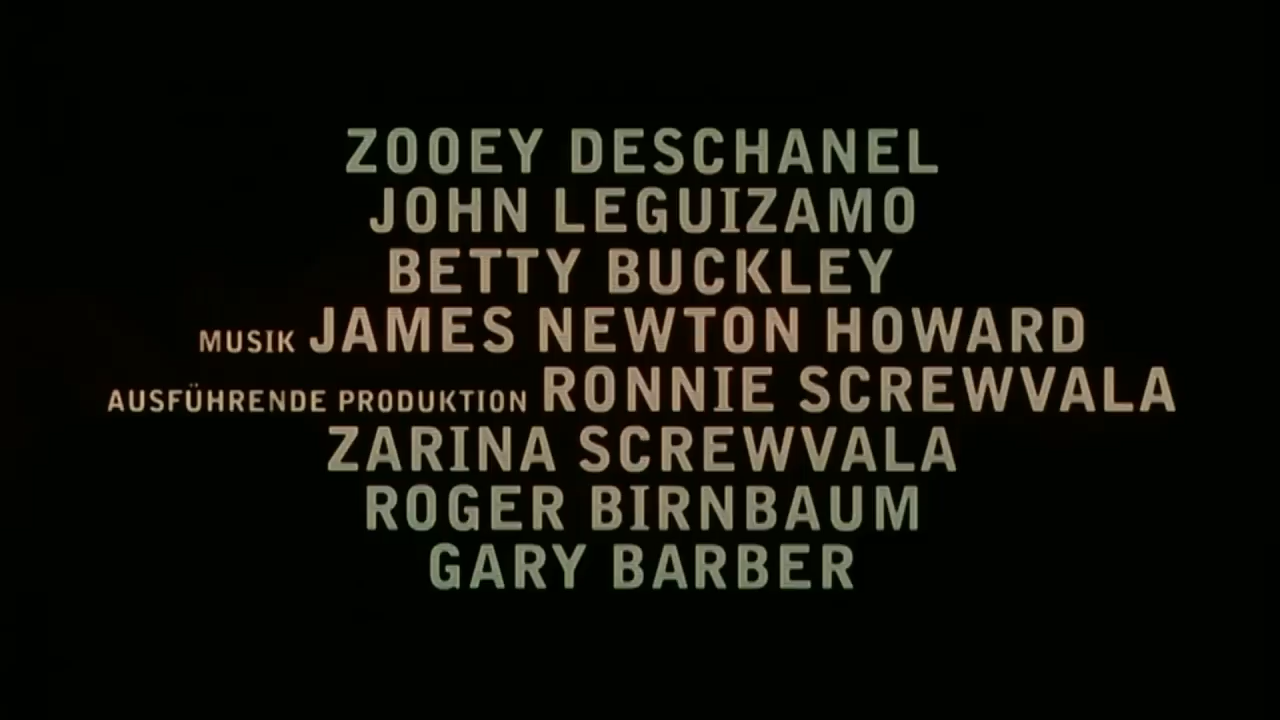 ZOOEY DESCHANEL
JOHN LEGUIZAMO
BETTY BUCKLEY
MUSIK JAMES NEWTON HOWARD
AUSFÜHRENDE PRODUKTION RONNIE SCREWVALA
ZARINA SCREWVALA
ROGER BIRNBAUM
GARY BARBER